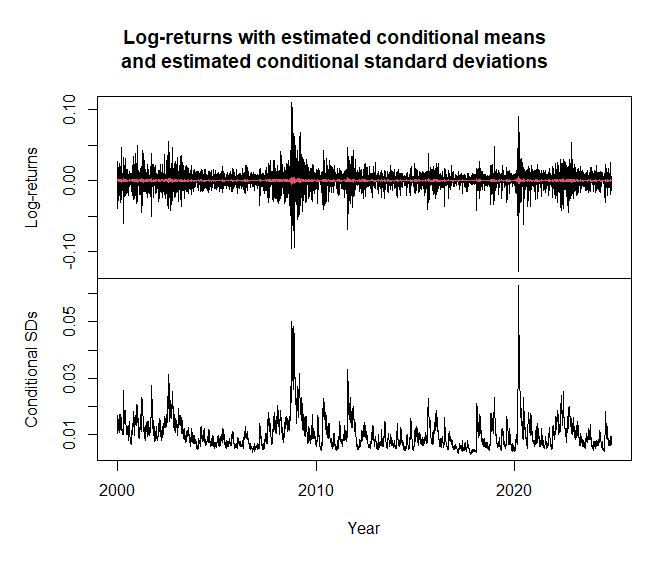 Log-returns with estimated conditional means
and estimated conditional standard deviations
Log-returns
0.10
0.00
-0.10
Conditional SDs
0.05
0.03
0.01
2000
2010
2020
Year